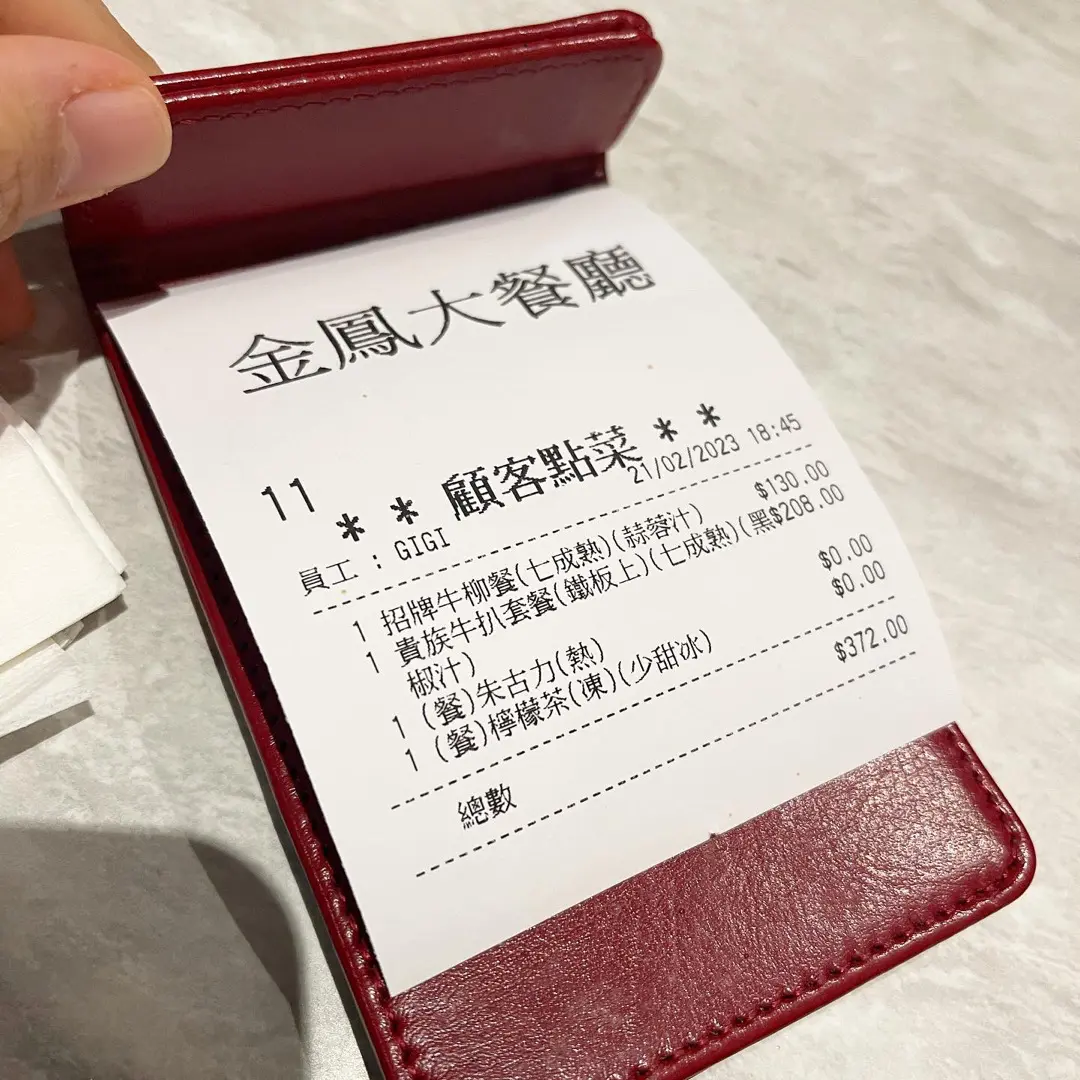 金鳳大餐廳
11
** 顧客點菜 **
員工 : GIGI 21/02/2023 18:45
1 招牌牛柳餐(七成熟)(蒜蓉汁) $130.00
1 貴族牛扒套餐(鐵板上)(七成熟)(黑$208.00
椒汁)
1 (餐)朱古力(熱) $0.00
1 (餐)檸檬茶(凍)(少甜冰) $0.00
總數 $372.00